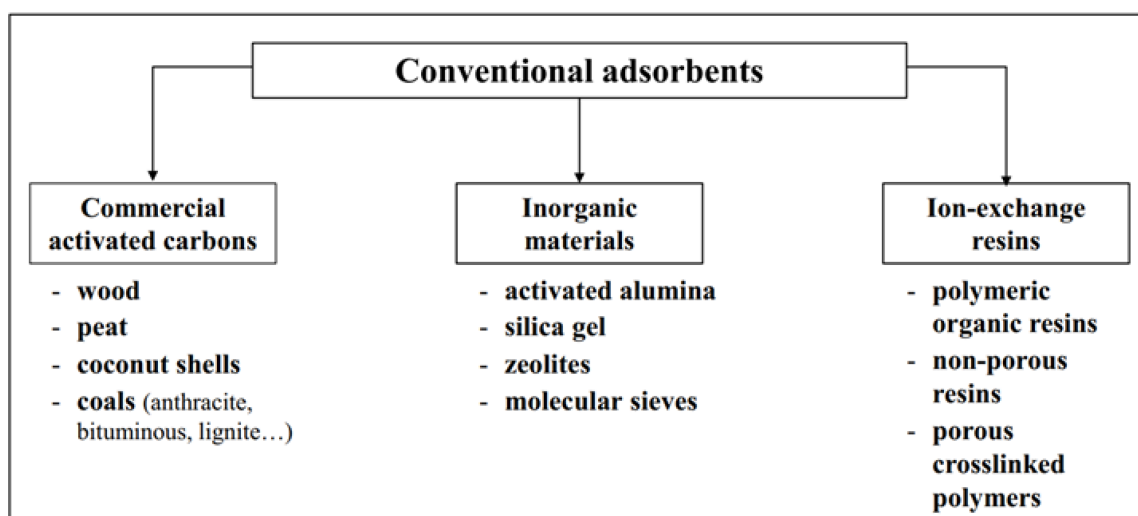 Conventional adsorbents
Commercial
activated carbons
- wood
- peat
- coconut shells
- coals (anthracite,
bituminous, lignite…)
Inorganic
materials
- activated alumina
- silica gel
- zeolites
- molecular sieves
Ion-exchange
resins
- polymeric
organic resins
- non-porous
resins
- porous
crosslinked
polymers